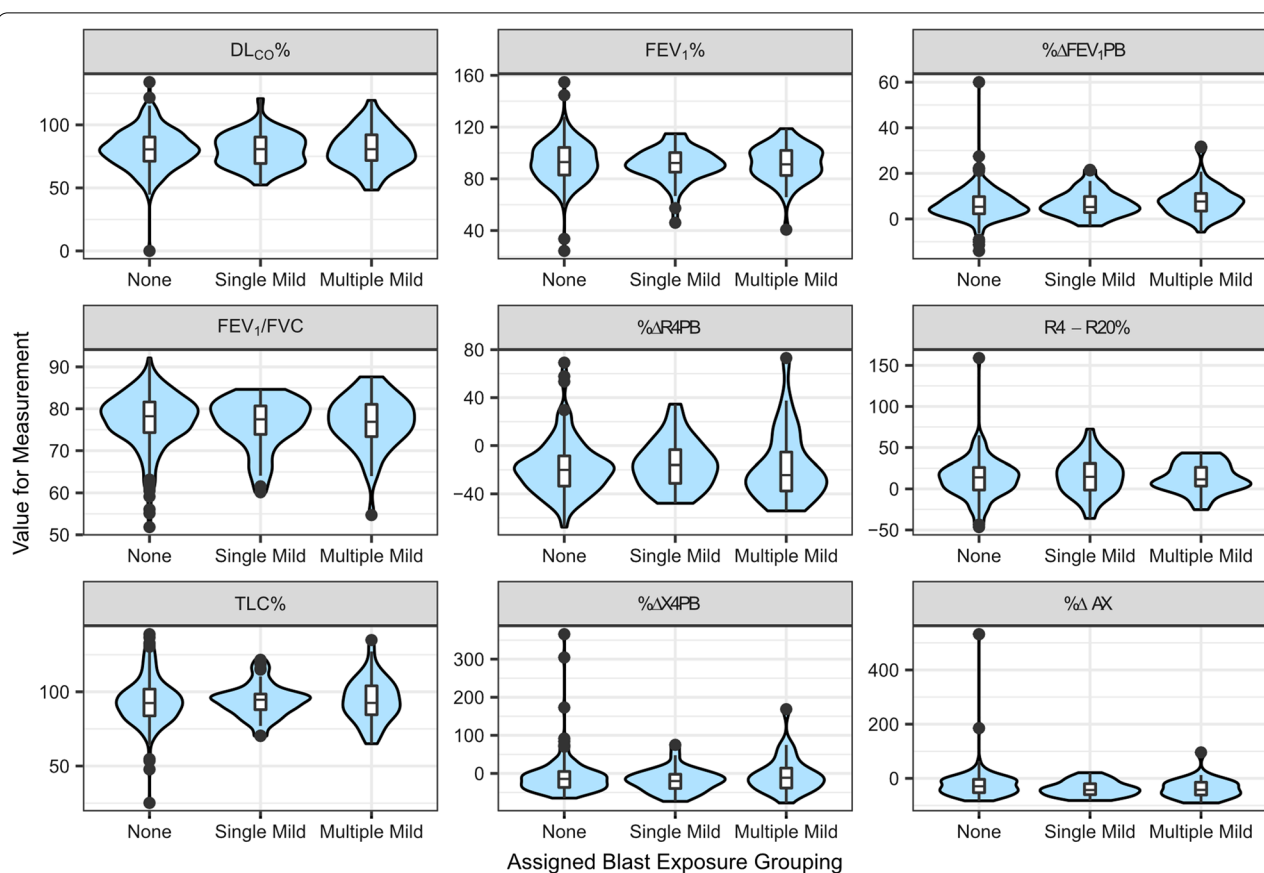 DLCO%
FEV1%
%ΔFEV1PB
100
50
0
160
120
80
40
60
40
20
0
None Single Mild Multiple Mild
None Single Mild Multiple Mild
None Single Mild Multiple Mild
Value for Measurement
FEV1/FVC
%ΔR4PB
R4 – R20%
90
80
70
60
50
80
40
0
−40
150
100
50
0
−50
None Single Mild Multiple Mild
None Single Mild Multiple Mild
None Single Mild Multiple Mild
TLC%
%ΔX4PB
%Δ AX
100
50
300
200
100
0
400
200
0
None Single Mild Multiple Mild
None Single Mild Multiple Mild
None Single Mild Multiple Mild
Assigned Blast Exposure Grouping